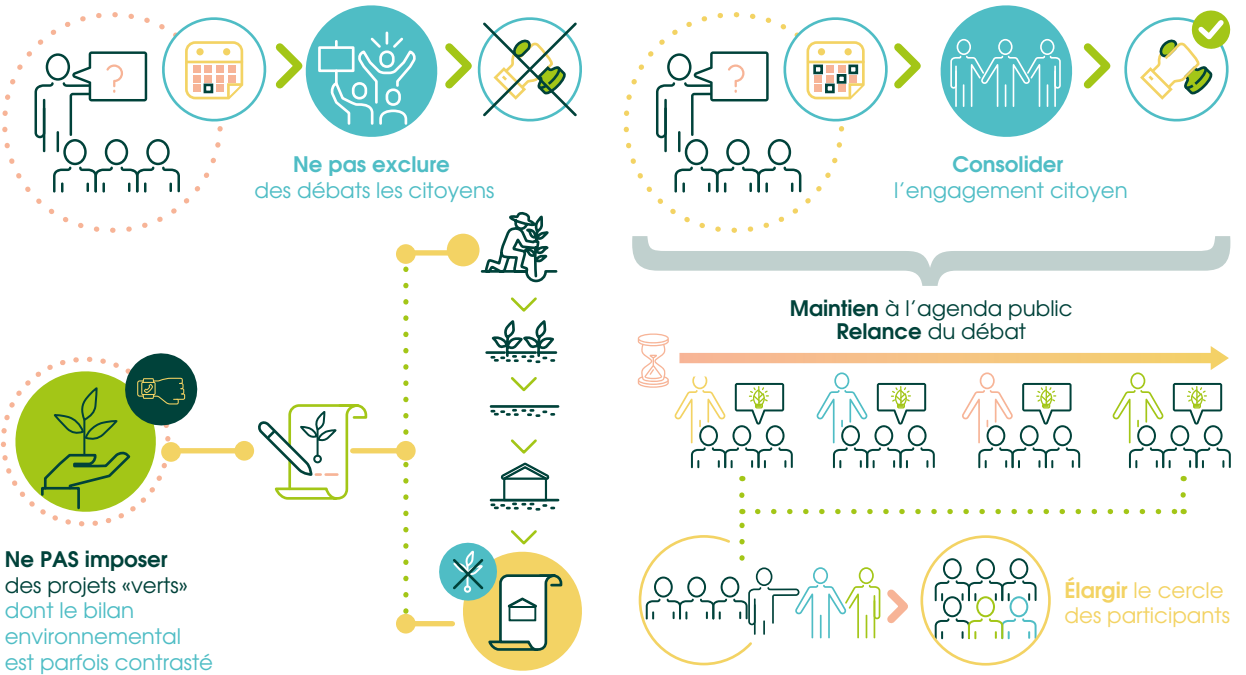 ?
Ne pas exclure
des débats les citoyens
?
Consolider
l'engagement citoyen
Maintien à l'agenda public
Relance du débat
Ne PAS imposer
des projets «verts»
dont le bilan
environnemental
est parfois contrasté
Élargir le cercle
des participants